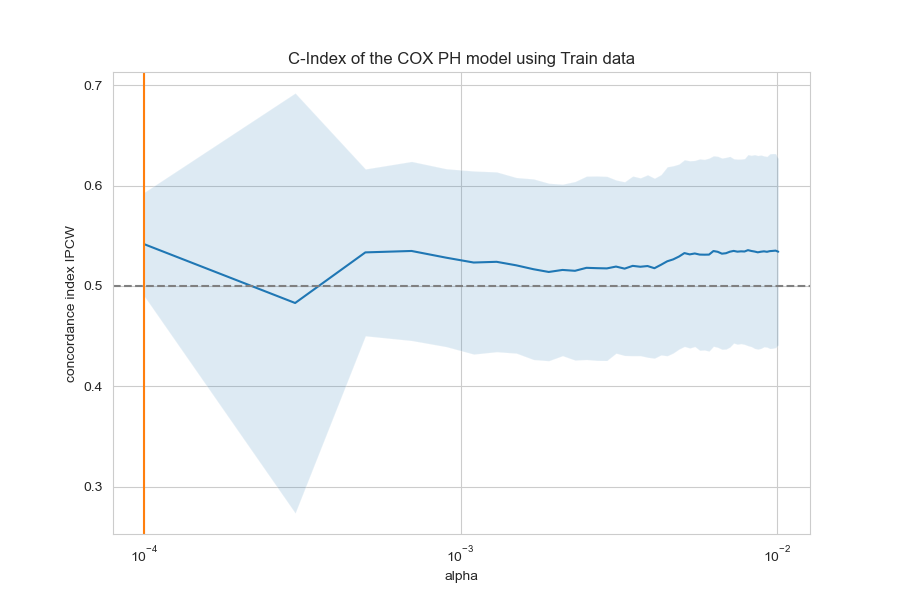 C-Index of the COX PH model using Train data
concordance index IPCW
0.7
0.6
0.5
0.4
0.3
10⁻⁴
10⁻³
10⁻²
alpha